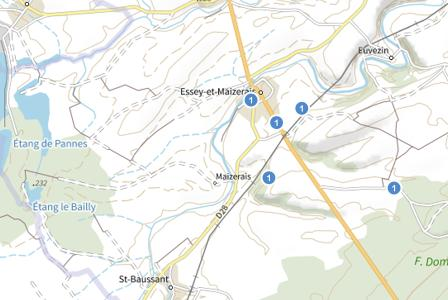 Euvezin
Essey-et-Maizerais
1
1
1
Étang de Pannes
Maizerais
1
1
232
Étang le Bailly
D28
F. Dom
St-Baussant